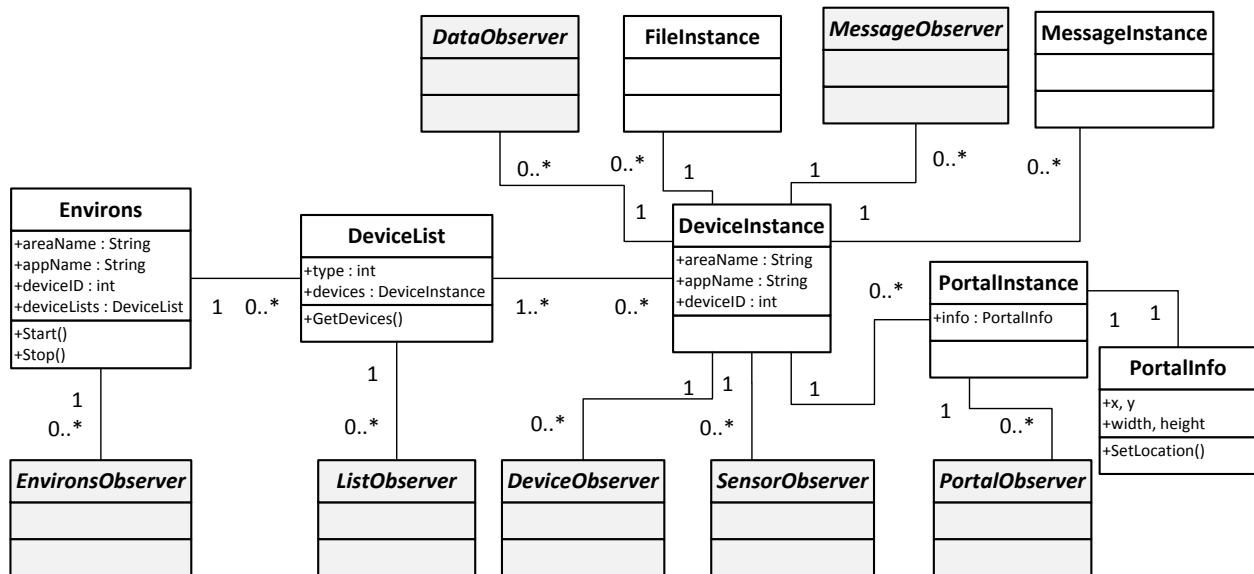 DataObserver
FileInstance
MessageObserver
MessageInstance
0..*
0..*
1
0..*
0..*
1
1
1
Environs
+areaName : String
+appName : String
+deviceID : int
+deviceLists : DeviceList
+Start()
+Stop()
1
0..*
DeviceList
+type : int
+devices : DeviceInstance
+GetDevices()
1..*
0..*
DeviceInstance
+areaName : String
+appName : String
+deviceID : int
0..*
PortalInstance
+info : PortalInfo
1
1
PortalInfo
+x, y
+width, height
+SetLocation()
1
0..*
1
0..*
1
0..*
1
0..*
1
1
0..*
EnvironsObserver
ListObserver
DeviceObserver
SensorObserver
PortalObserver